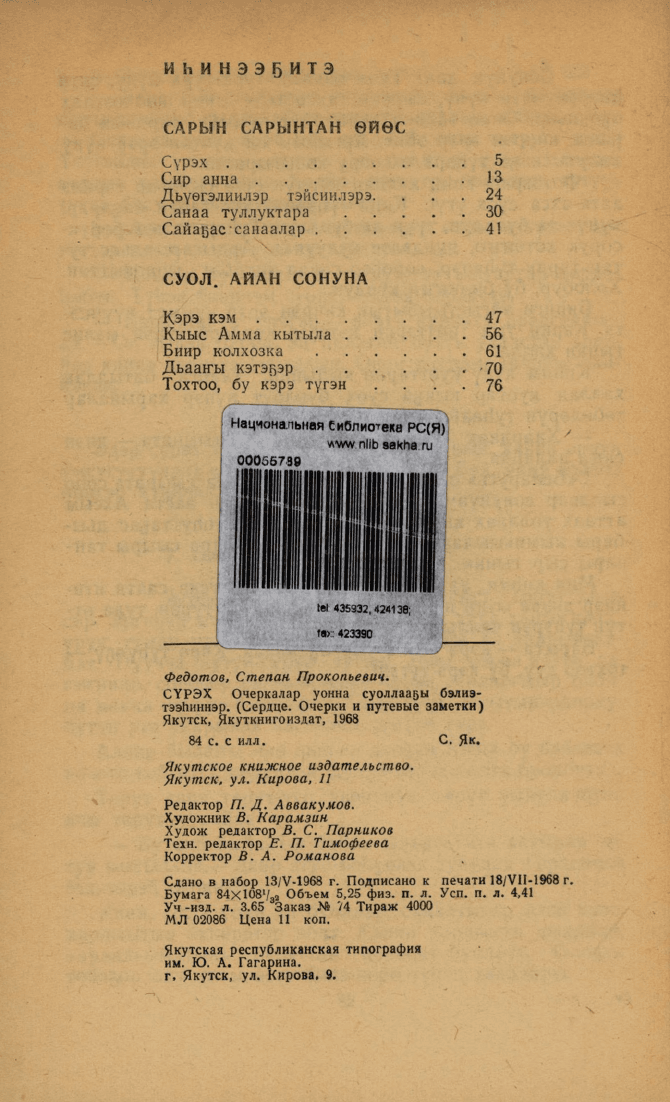 ИҺИНЭЭҔИТЭ
САРЫН САРЫНТАН ӨЙӨС
Сүрэх . . . . . . . . . 5
Сир анна . . . . . . . . 13
Дьүөгэлиилэр тэйсиилэрэ. . . . 24
Санаа туллуктара . . . . . 30
Сайаҕас санаалар . . . . . . 41
СУОЛ. АЙАН СОНУНА
Кэрэ кэм . . . . . . . . 47
Кыыс Амма кытыла . . . . . 56
Биир колхозка . . . . . . 61
Дьааҥы кэтэҕэр . . . . . 70
Тохтоо, бу кэрэ түгэн . . . . 76
Национальная библиотека РС(Я)
www.nlib sakha.ru
00055789
tel: 435932, 424138;
fax: 423390
Федотов, Степан Прокопьевич.
СҮРЭХ Очеркалар уонна суоллааҕы бэлиэ-
тээһиннэр. (Сердце. Очерки и путевые заметки)
Якутск, Якуткнигоиздат, 1968
84 с. с илл. С. Як.
Якутское книжное издательство.
Якутск, ул. Кирова, 11
Редактор П. Д. Аввакумов.
Художник В. Карамзин
Худож редактор В. С. Парников
Техн. редактор Е. П. Тимофеева
Корректор В. А. Романова
Сдано в набор 13/V-1968 г. Подписано к печати 18/VII-1968 г.
Бумага 84×108¹/₃₂ Объем 5,25 физ. п. л. Усп. п. л. 4,41
Уч-изд. л. 3.65 Заказ № 74 Тираж 4000
МЛ 02086 Цена 11 коп.
Якутская республиканская типография
им. Ю. А. Гагарина.
г. Якутск, ул. Кирова, 9.